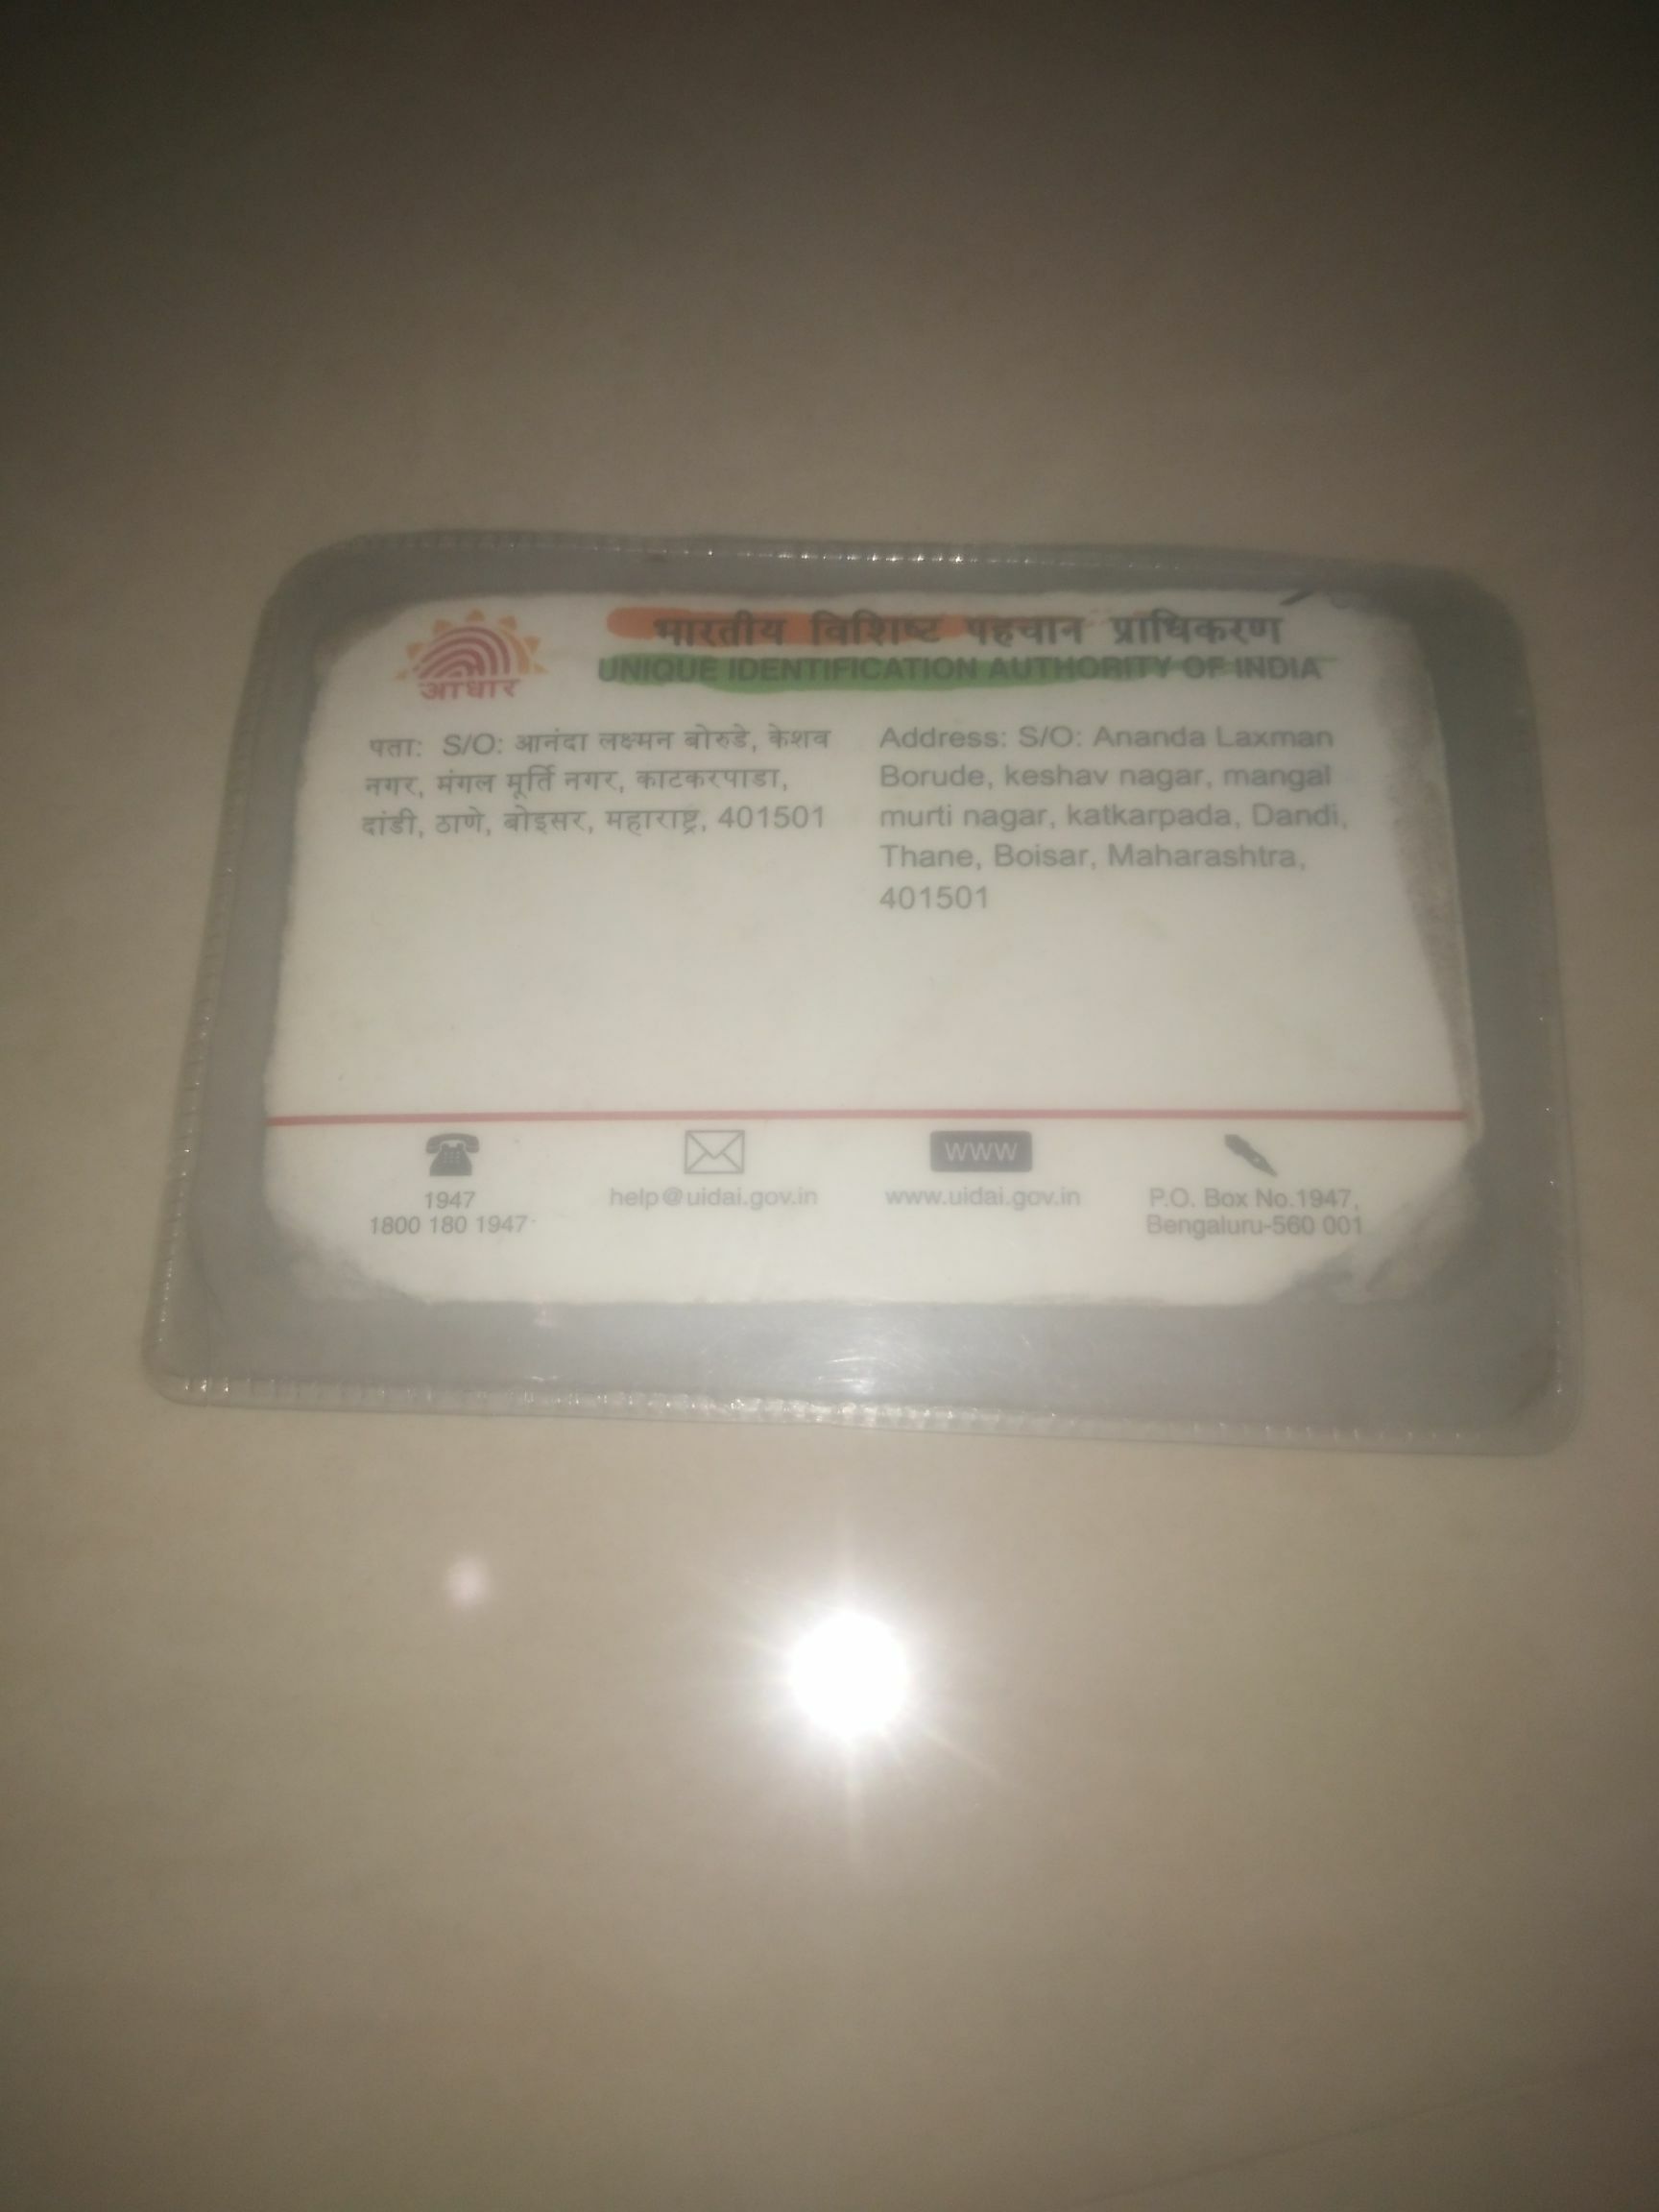 आधार
भारतीय विशिष्ट पहचान प्राधिकरण
UNIQUE IDENTIFICATION AUTHORITY OF INDIA
पता: S/O: आनंदा लक्ष्मन बोरुडे, केशव
नगर, मंगल मूर्ति नगर, काटकरपाडा,
दांडी, ठाणे, बोइसर, महाराष्ट्र, 401501
Address: S/O: Ananda Laxman
Borude, keshav nagar, mangal
murti nagar, katkarpada, Dandi,
Thane, Boisar, Maharashtra,
401501
1947
1800 180 1947
help@uidai.gov.in
WWW
www.uidai.gov.in
P.O. Box No.1947,
Bengaluru-560 001